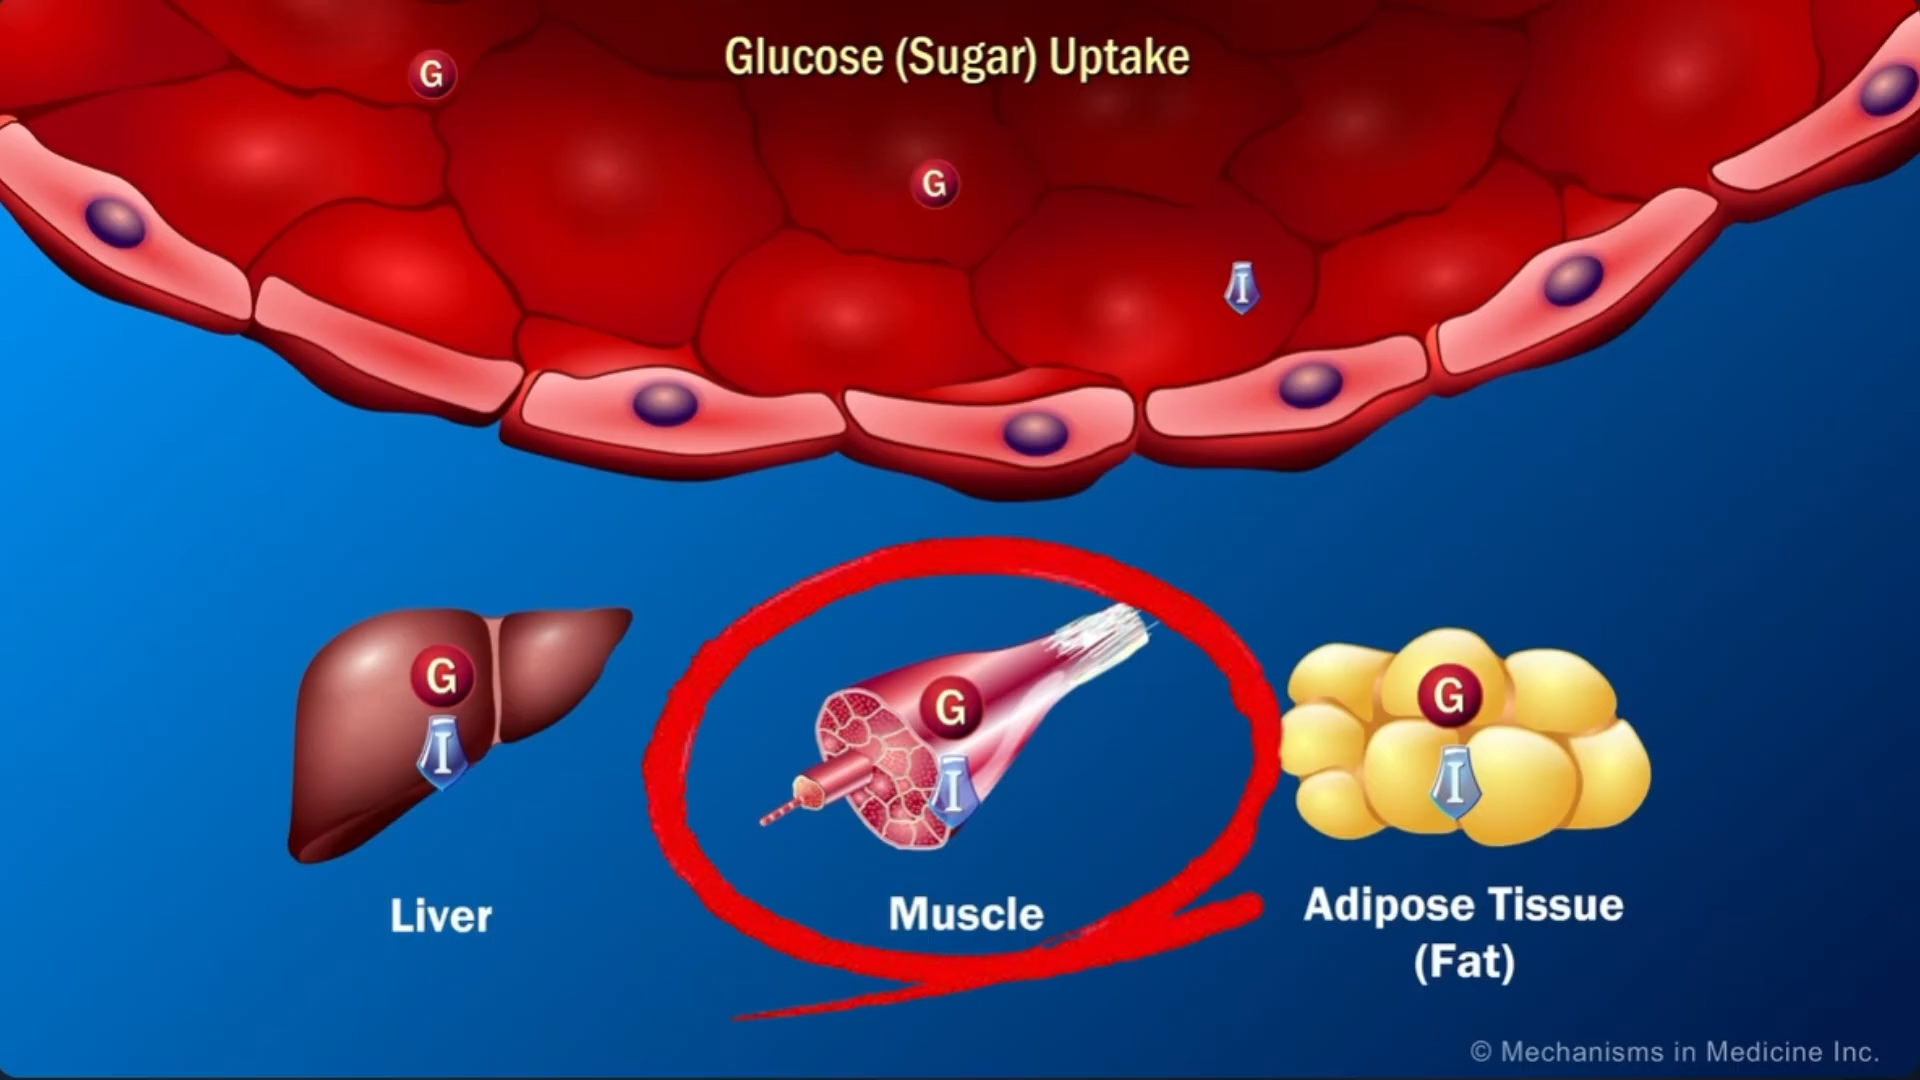 Glucose (Sugar) Uptake
G
G
I
G
I
G
I
G
I
Liver
Muscle
Adipose Tissue
(Fat)
© Mechanisms in Medicine Inc.